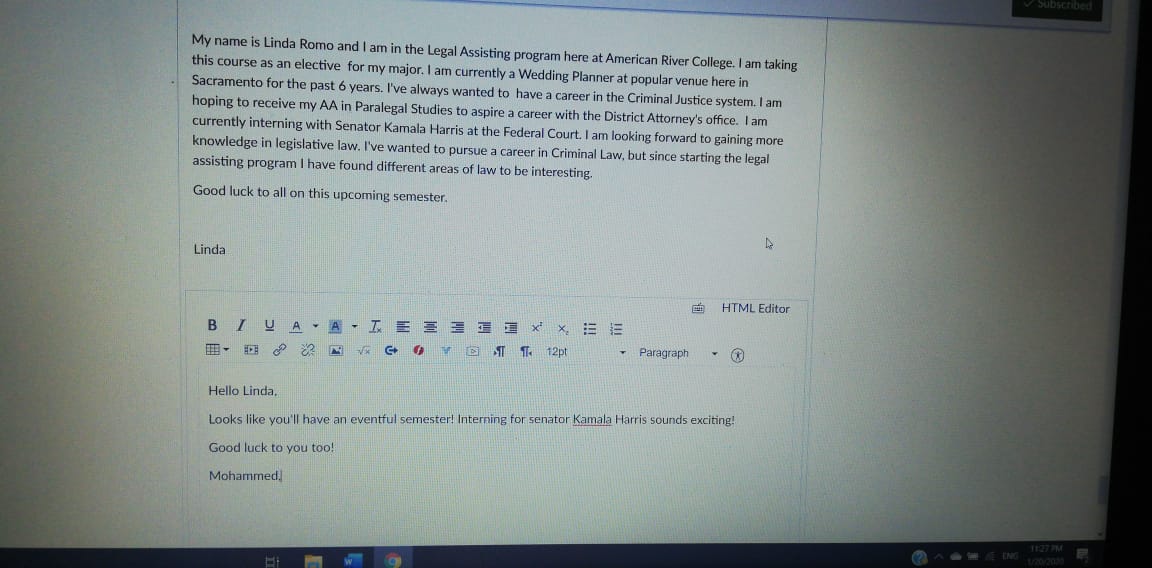 Subscribed
My name is Linda Romo and I am in the Legal Assisting program here at American River College. I am taking
this course as an elective for my major. I am currently a Wedding Planner at popular venue here in
Sacramento for the past 6 years. I've always wanted to have a career in the Criminal Justice system. I am
hoping to receive my AA in Paralegal Studies to aspire a career with the District Attorney's office. I am
currently interning with Senator Kamala Harris at the Federal Court. I am looking forward to gaining more
knowledge in legislative law. I've wanted to pursue a career in Criminal Law, but since starting the legal
assisting program I have found different areas of law to be interesting.
Good luck to all on this upcoming semester.
Linda
HTML Editor
B I U A A
12pt Paragraph
Hello Linda,
Looks like you'll have an eventful semester! Interning for senator Kamala Harris sounds exciting!
Good luck to you too!
Mohammed,
ENG 11:27 PM
1/20/2020